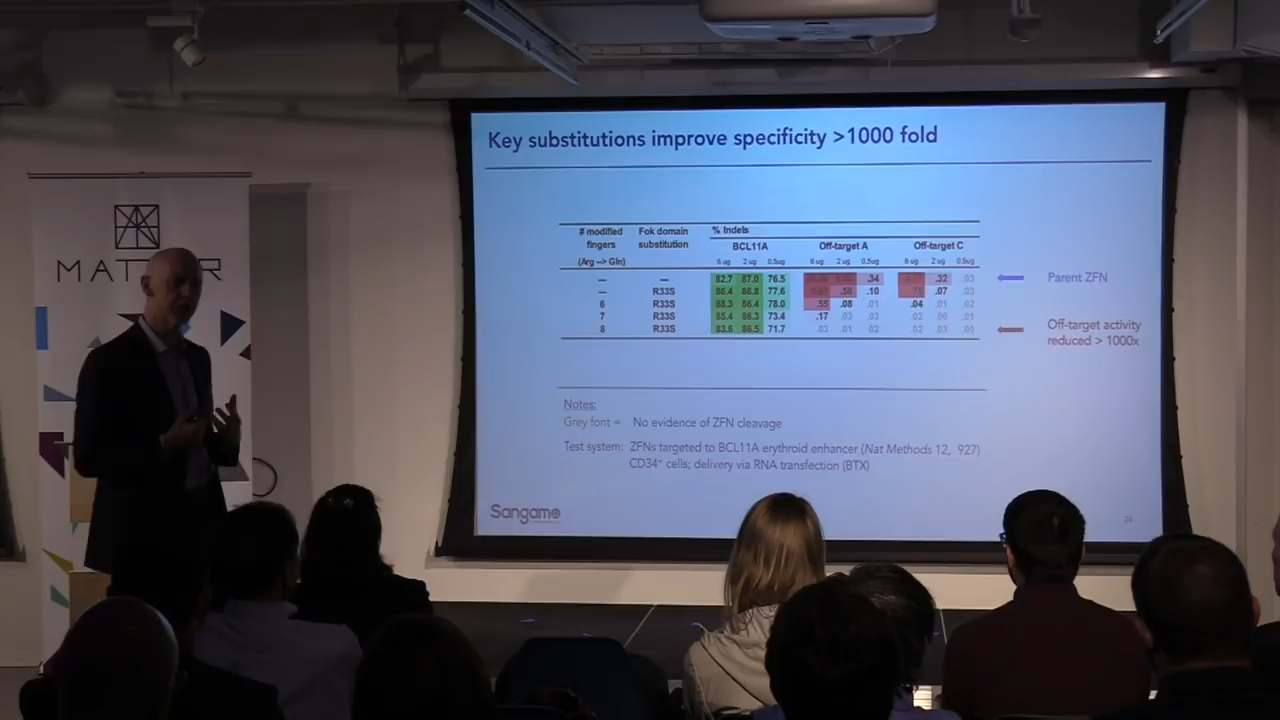 Key substitutions improve specificity >1000 fold
# modified fingers (Arg --> Gln)
Fok domain substitution
% Indels
BCL11A Off-target A Off-target C
6 ug 2 ug 0.5ug 6 ug 2 ug 0.5ug 6 ug 2 ug 0.5ug
— — 82.7 87.0 76.5 .34 .32 .03
— R33S 86.4 77.6 .58 .10 .07 .03
6 R33S 88.3 86.4 78.0 .55 .08 .01 .04 .01 .02
7 R33S 85.4 86.3 73.4 .17 .03 .03 .02 .00 .01
8 R33S 83.6 86.5 71.7 .03 .01 .02 .02 .03 .00
Parent ZFN
Off-target activity
reduced > 1000x
Notes:
Grey font = No evidence of ZFN cleavage
Test system: ZFNs targeted to BCL11A erythroid enhancer (Nat Methods 12, 927)
CD34+ cells; delivery via RNA transfection (BTX)
Sangamo
24